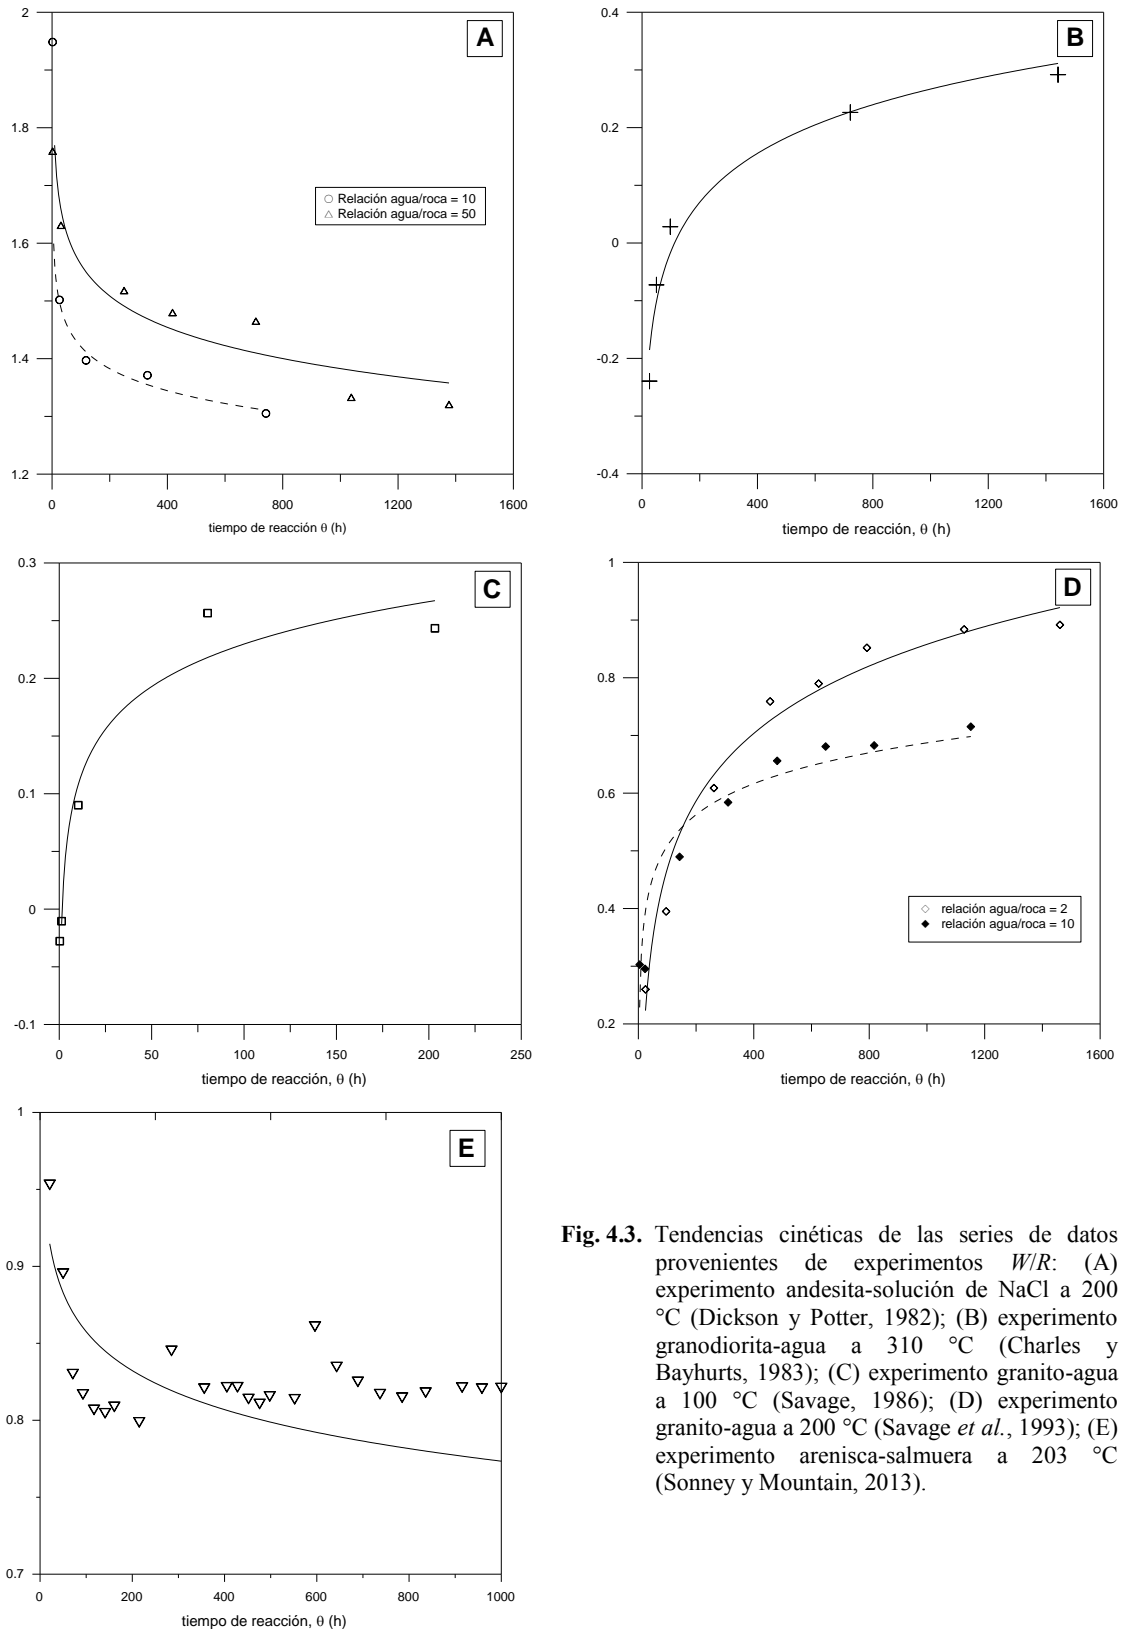 A
2
1.8
1.6
1.4
1.2
0
400
800
1200
1600
Relación agua/roca = 10
Relación agua/roca = 50
tiempo de reacción θ (h)
B
0.4
0.2
0
-0.2
-0.4
0
400
800
1200
1600
tiempo de reacción, θ (h)
C
0.3
0.2
0.1
0
-0.1
0
50
100
150
200
250
tiempo de reacción, θ (h)
D
1
0.8
0.6
0.4
0.2
0
400
800
1200
1600
relación agua/roca = 2
relación agua/roca = 10
tiempo de reacción, θ (h)
E
1
0.9
0.8
0.7
0
200
400
600
800
1000
tiempo de reacción, θ (h)
Fig. 4.3. Tendencias cinéticas de las series de datos
provenientes de experimentos W/R: (A)
experimento andesita-solución de NaCl a 200
°C (Dickson y Potter, 1982); (B) experimento
granodiorita-agua a 310 °C (Charles y
Bayhurts, 1983); (C) experimento granito-agua
a 100 °C (Savage, 1986); (D) experimento
granito-agua a 200 °C (Savage et al., 1993); (E)
experimento arenisca-salmuera a 203 °C
(Sonney y Mountain, 2013).